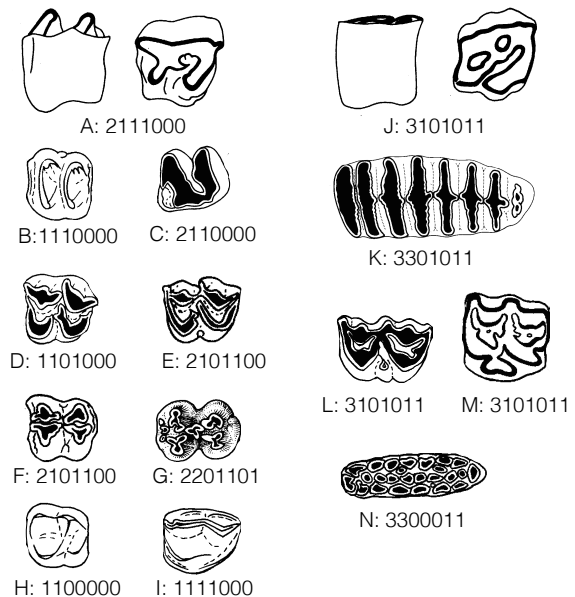 A: 2111000
J: 3101011
B:1110000
C: 2110000
K: 3301011
D: 1101000
E: 2101100
L: 3101011
M: 3101011
F: 2101100
G: 2201101
N: 3300011
H: 1100000
I: 1111000